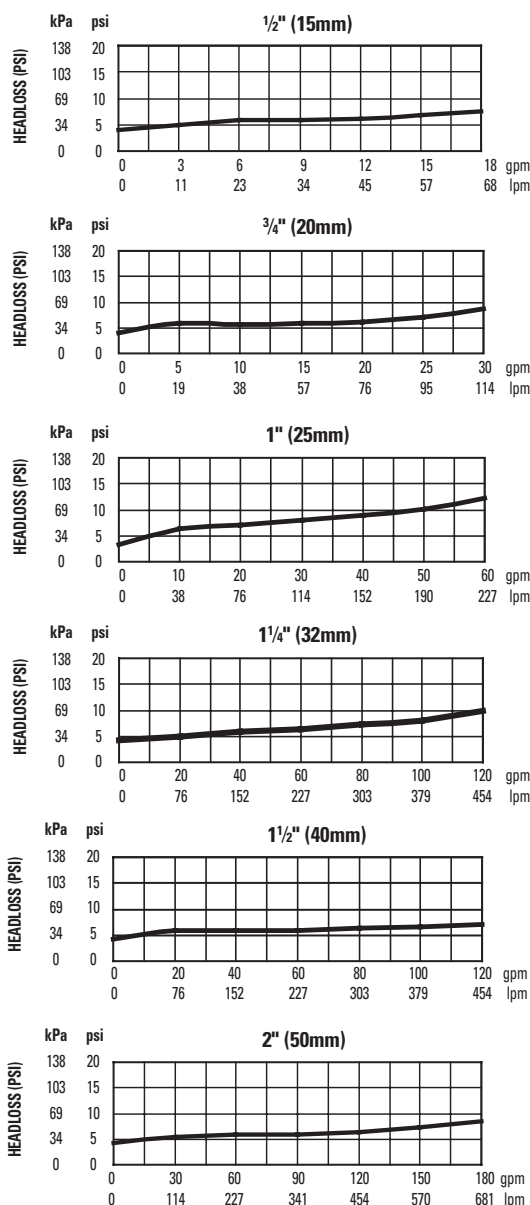 kPa psi ½" (15mm)
138 20
103 15
69 10
34 5
0 0
HEADLOSS (PSI)
0 3 6 9 12 15 18 gpm
0 11 23 34 45 57 68 lpm
kPa psi ¾" (20mm)
138 20
103 15
69 10
34 5
0 0
HEADLOSS (PSI)
0 5 10 15 20 25 30 gpm
0 19 38 57 76 95 114 lpm
kPa psi 1" (25mm)
138 20
103 15
69 10
34 5
0 0
HEADLOSS (PSI)
0 10 20 30 40 50 60 gpm
0 38 76 114 152 190 227 lpm
kPa psi 1¼" (32mm)
138 20
103 15
69 10
34 5
0 0
HEADLOSS (PSI)
0 20 40 60 80 100 120 gpm
0 76 152 227 303 379 454 lpm
kPa psi 1½" (40mm)
138 20
103 15
69 10
34 5
0 0
HEADLOSS (PSI)
0 20 40 60 80 100 120 gpm
0 76 152 227 303 379 454 lpm
kPa psi 2" (50mm)
138 20
103 15
69 10
34 5
0 0
HEADLOSS (PSI)
0 30 60 90 120 150 180 gpm
0 114 227 341 454 570 681 lpm